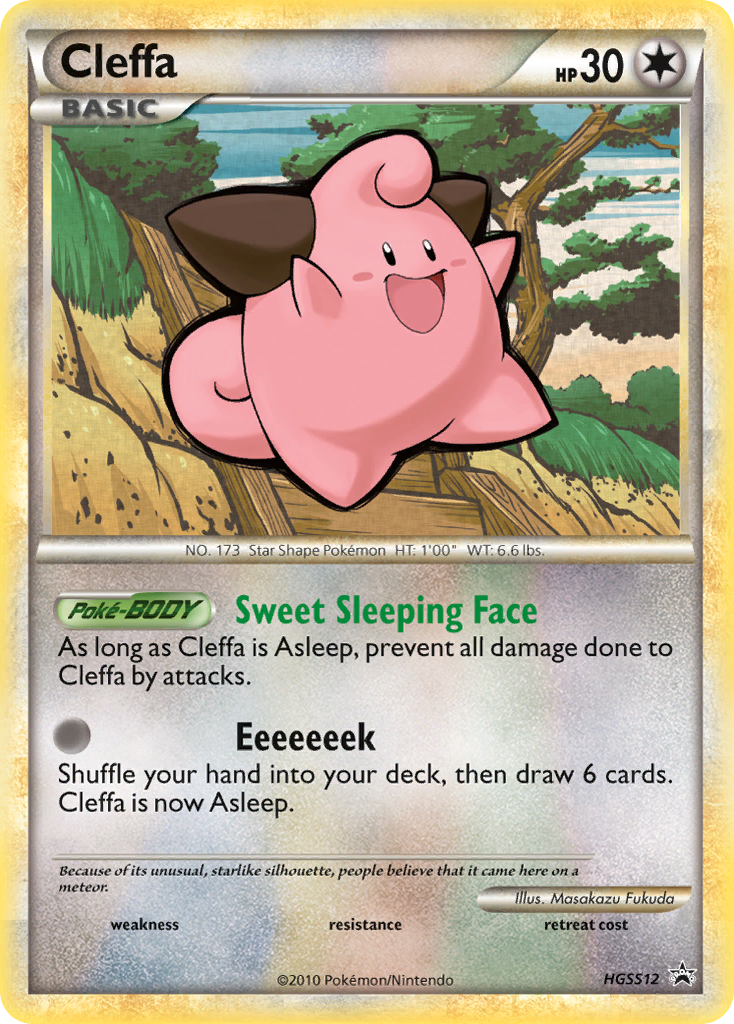 Cleffa
HP 30
BASIC
NO. 173 Star Shape Pokémon HT: 1'00" WT: 6.6 lbs.
Poké-BODY Sweet Sleeping Face
As long as Cleffa is Asleep, prevent all damage done to
Cleffa by attacks.
Eeeeeeek
Shuffle your hand into your deck, then draw 6 cards.
Cleffa is now Asleep.
Because of its unusual, starlike silhouette, people believe that it came here on a
meteor.
Illus. Masakazu Fukuda
weakness resistance retreat cost
©2010 Pokémon/Nintendo HGSS12